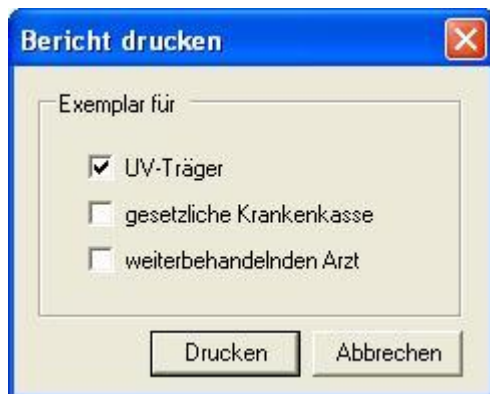 Bericht drucken
Exemplar für
UV-Träger
gesetzliche Krankenkasse
weiterbehandelnden Arzt
Drucken
Abbrechen